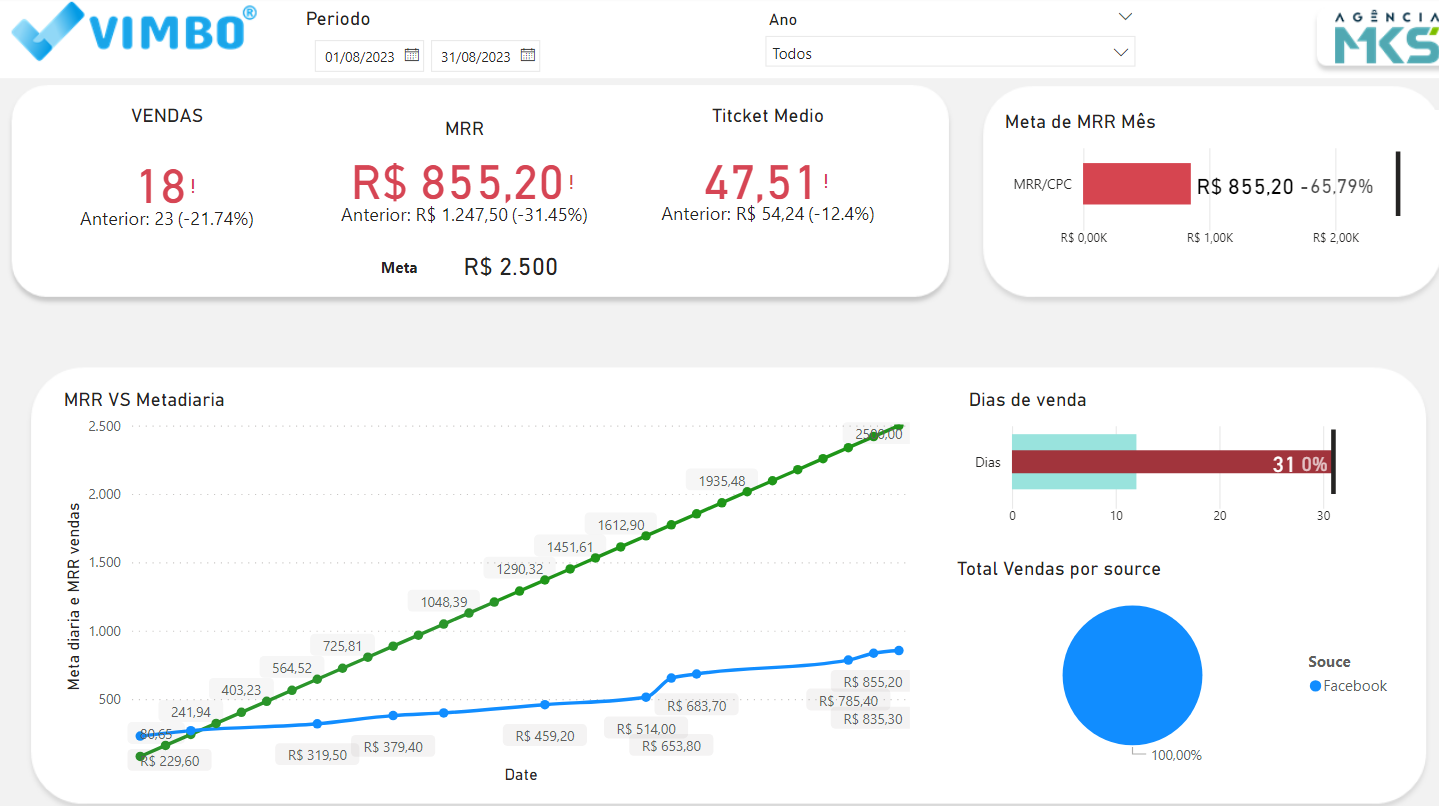 VIMBO®
Periodo
01/08/2023 31/08/2023
Ano
Todos
AGÊNCIA
MKS
VENDAS
18 !
Anterior: 23 (-21.74%)
MRR
R$ 855,20 !
Anterior: R$ 1.247,50 (-31.45%)
Titcket Medio
47,51 !
Anterior: R$ 54,24 (-12.4%)
Meta R$ 2.500
Meta de MRR Mês
MRR/CPC
R$ 855,20 -65,79%
R$ 0,00K R$ 1,00K R$ 2,00K
MRR VS Metadiaria
Meta diaria e MRR vendas
2.500
2.000
1.500
1.000
500
2500,00
1935,48
1612,90
1451,61
1290,32
1048,39
725,81
564,52
403,23
241,94
80,65
R$ 229,60
R$ 319,50
R$ 379,40
R$ 459,20
R$ 514,00
R$ 653,80
R$ 683,70
R$ 785,40
R$ 835,30
R$ 855,20
Date
Dias de venda
Dias
31 0%
0 10 20 30
Total Vendas por source
Souce
Facebook
100,00%